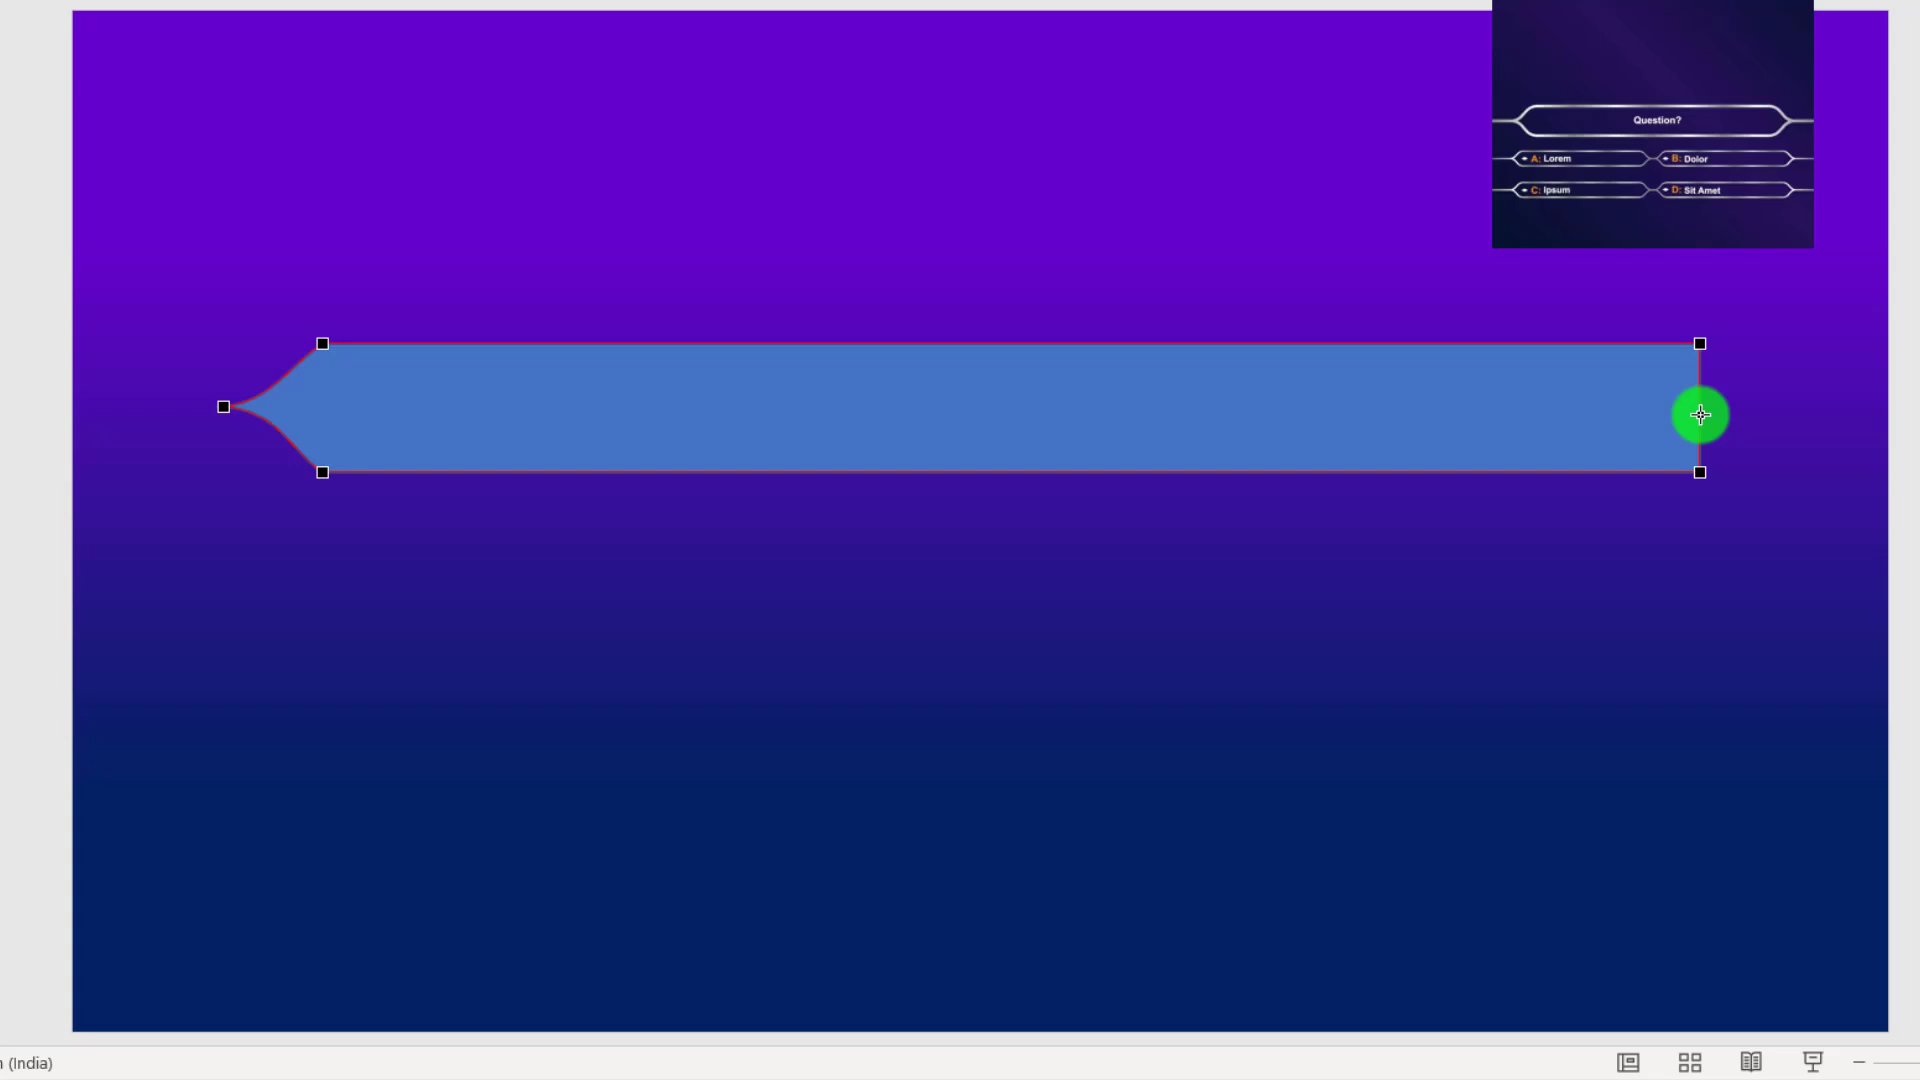 Question?
A: Lorem
B: Dolor
C: Ipsum
D: Sit Amet
(India)